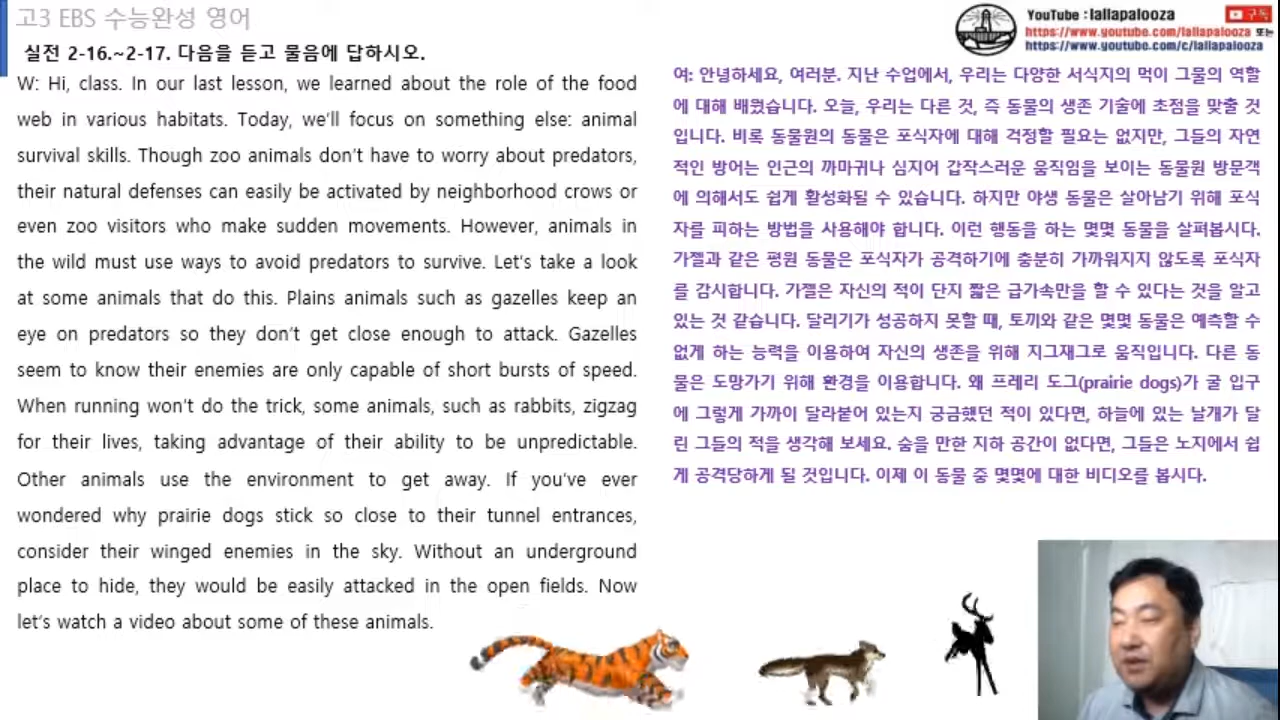 고3 EBS 수능완성 영어
YouTube : lallapalooza
구독
https://www.youtube.com/lallapalooza 또는
https://www.youtube.com/c/lallapalooza
실전 2-16.~2-17. 다음을 듣고 물음에 답하시오.
W: Hi, class. In our last lesson, we learned about the role of the food
web in various habitats. Today, we’ll focus on something else: animal
survival skills. Though zoo animals don’t have to worry about predators,
their natural defenses can easily be activated by neighborhood crows or
even zoo visitors who make sudden movements. However, animals in
the wild must use ways to avoid predators to survive. Let’s take a look
at some animals that do this. Plains animals such as gazelles keep an
eye on predators so they don’t get close enough to attack. Gazelles
seem to know their enemies are only capable of short bursts of speed.
When running won’t do the trick, some animals, such as rabbits, zigzag
for their lives, taking advantage of their ability to be unpredictable.
Other animals use the environment to get away. If you’ve ever
wondered why prairie dogs stick so close to their tunnel entrances,
consider their winged enemies in the sky. Without an underground
place to hide, they would be easily attacked in the open fields. Now
let’s watch a video about some of these animals.
여: 안녕하세요, 여러분. 지난 수업에서, 우리는 다양한 서식지의 먹이 그물의 역할
에 대해 배웠습니다. 오늘, 우리는 다른 것, 즉 동물의 생존 기술에 초점을 맞출 것
입니다. 비록 동물원의 동물은 포식자에 대해 걱정할 필요는 없지만, 그들의 자연
적인 방어는 인근의 까마귀나 심지어 갑작스러운 움직임을 보이는 동물원 방문객
에 의해서도 쉽게 활성화될 수 있습니다. 하지만 야생 동물은 살아남기 위해 포식
자를 피하는 방법을 사용해야 합니다. 이런 행동을 하는 몇몇 동물을 살펴봅시다.
가젤과 같은 평원 동물은 포식자가 공격하기에 충분히 가까워지지 않도록 포식자
를 감시합니다. 가젤은 자신의 적이 단지 짧은 급가속만을 할 수 있다는 것을 알고
있는 것 같습니다. 달리기가 성공하지 못할 때, 토끼와 같은 몇몇 동물은 예측할 수
없게 하는 능력을 이용하여 자신의 생존을 위해 지그재그로 움직입니다. 다른 동
물은 도망가기 위해 환경을 이용합니다. 왜 프레리 도그(prairie dogs)가 굴 입구
에 그렇게 가까이 달라붙어 있는지 궁금했던 적이 있다면, 하늘에 있는 날개가 달
린 그들의 적을 생각해 보세요. 숨을 만한 지하 공간이 없다면, 그들은 노지에서 쉽
게 공격당하게 될 것입니다. 이제 이 동물 중 몇몇에 대한 비디오를 봅시다.